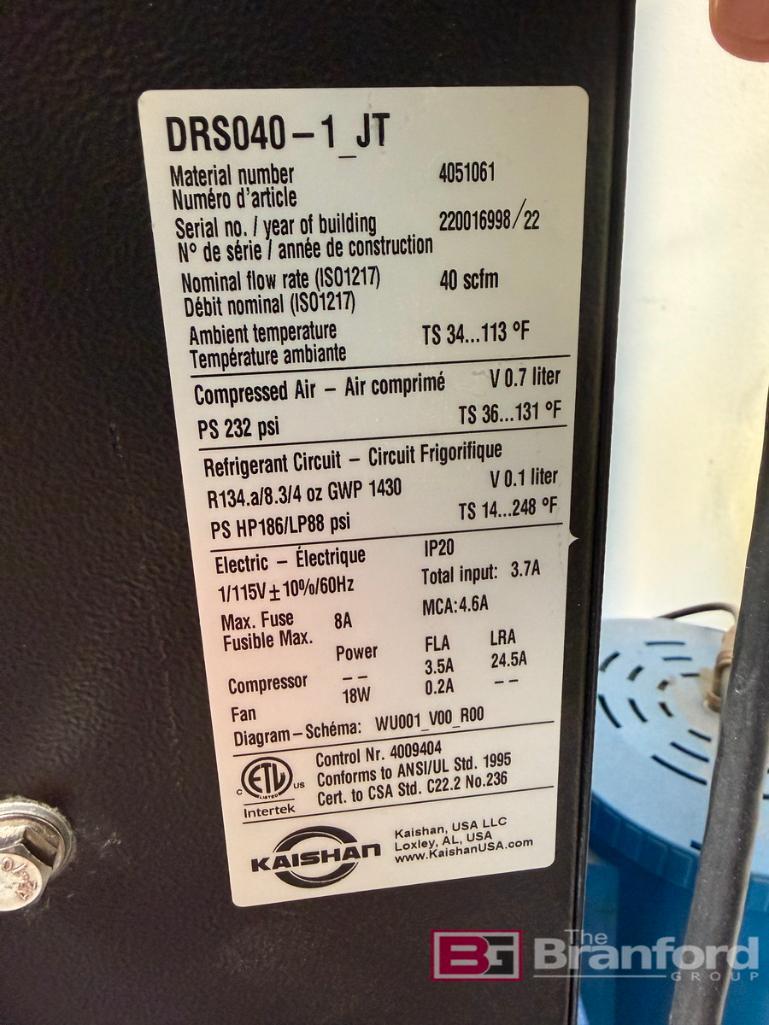 DRS040-1_JT
Material number 4051061
Numéro d'article
Serial no. / year of building 220016998/22
N° de série / année de construction
Nominal flow rate (ISO1217) 40 scfm
Débit nominal (ISO1217)
Ambient temperature TS 34...113 °F
Température ambiante
Compressed Air - Air comprimé V 0.7 liter
PS 232 psi TS 36...131 °F
Refrigerant Circuit - Circuit Frigorifique
R134.a/8.3/4 oz GWP 1430 V 0.1 liter
PS HP186/LP88 psi TS 14...248 °F
Electric - Électrique IP20
1/115V±10%/60Hz Total input: 3.7A
Max. Fuse 8A MCA:4.6A
Fusible Max.
Power FLA LRA
Compressor -- 3.5A 24.5A
Fan 18W 0.2A --
Diagram-Schéma: WU001_V00_R00
Control Nr. 4009404
Conforms to ANSI/UL Std. 1995
Cert. to CSA Std. C22.2 No.236
C ETL US
LISTED
Intertek
KAISHAN
Kaishan, USA LLC
Loxley, AL, USA
www.KaishanUSA.com
BG The Branford
GROUP